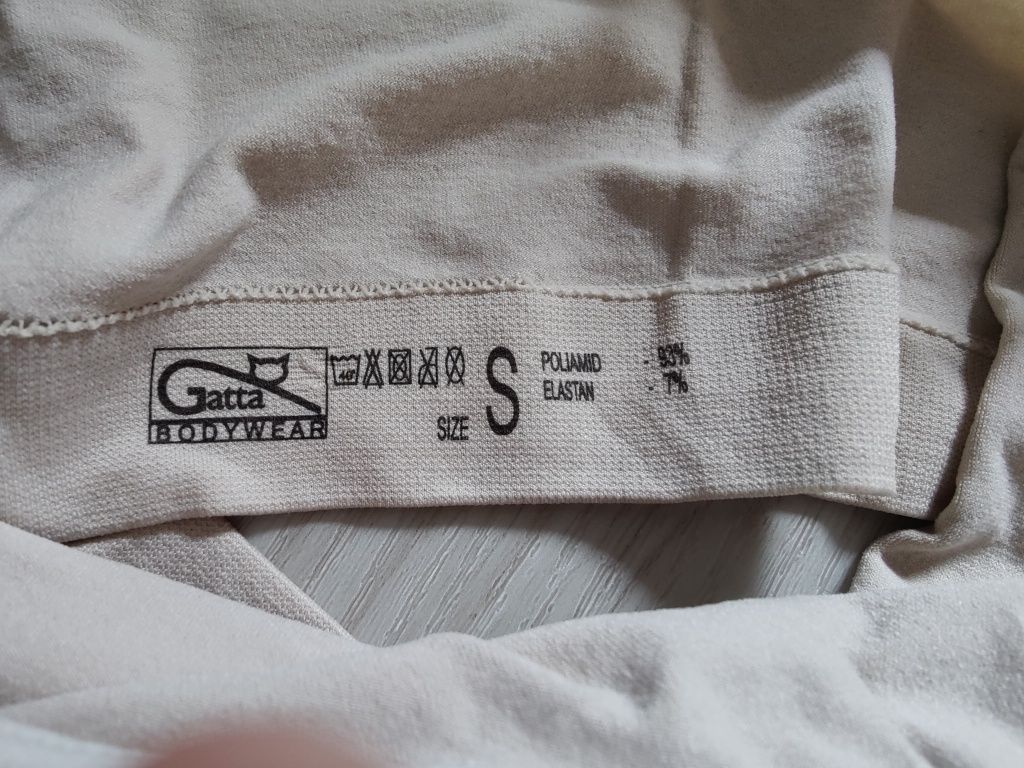 Gatta
BODYWEAR
40°
SIZE S
POLIAMID - 93%
ELASTAN - 7%